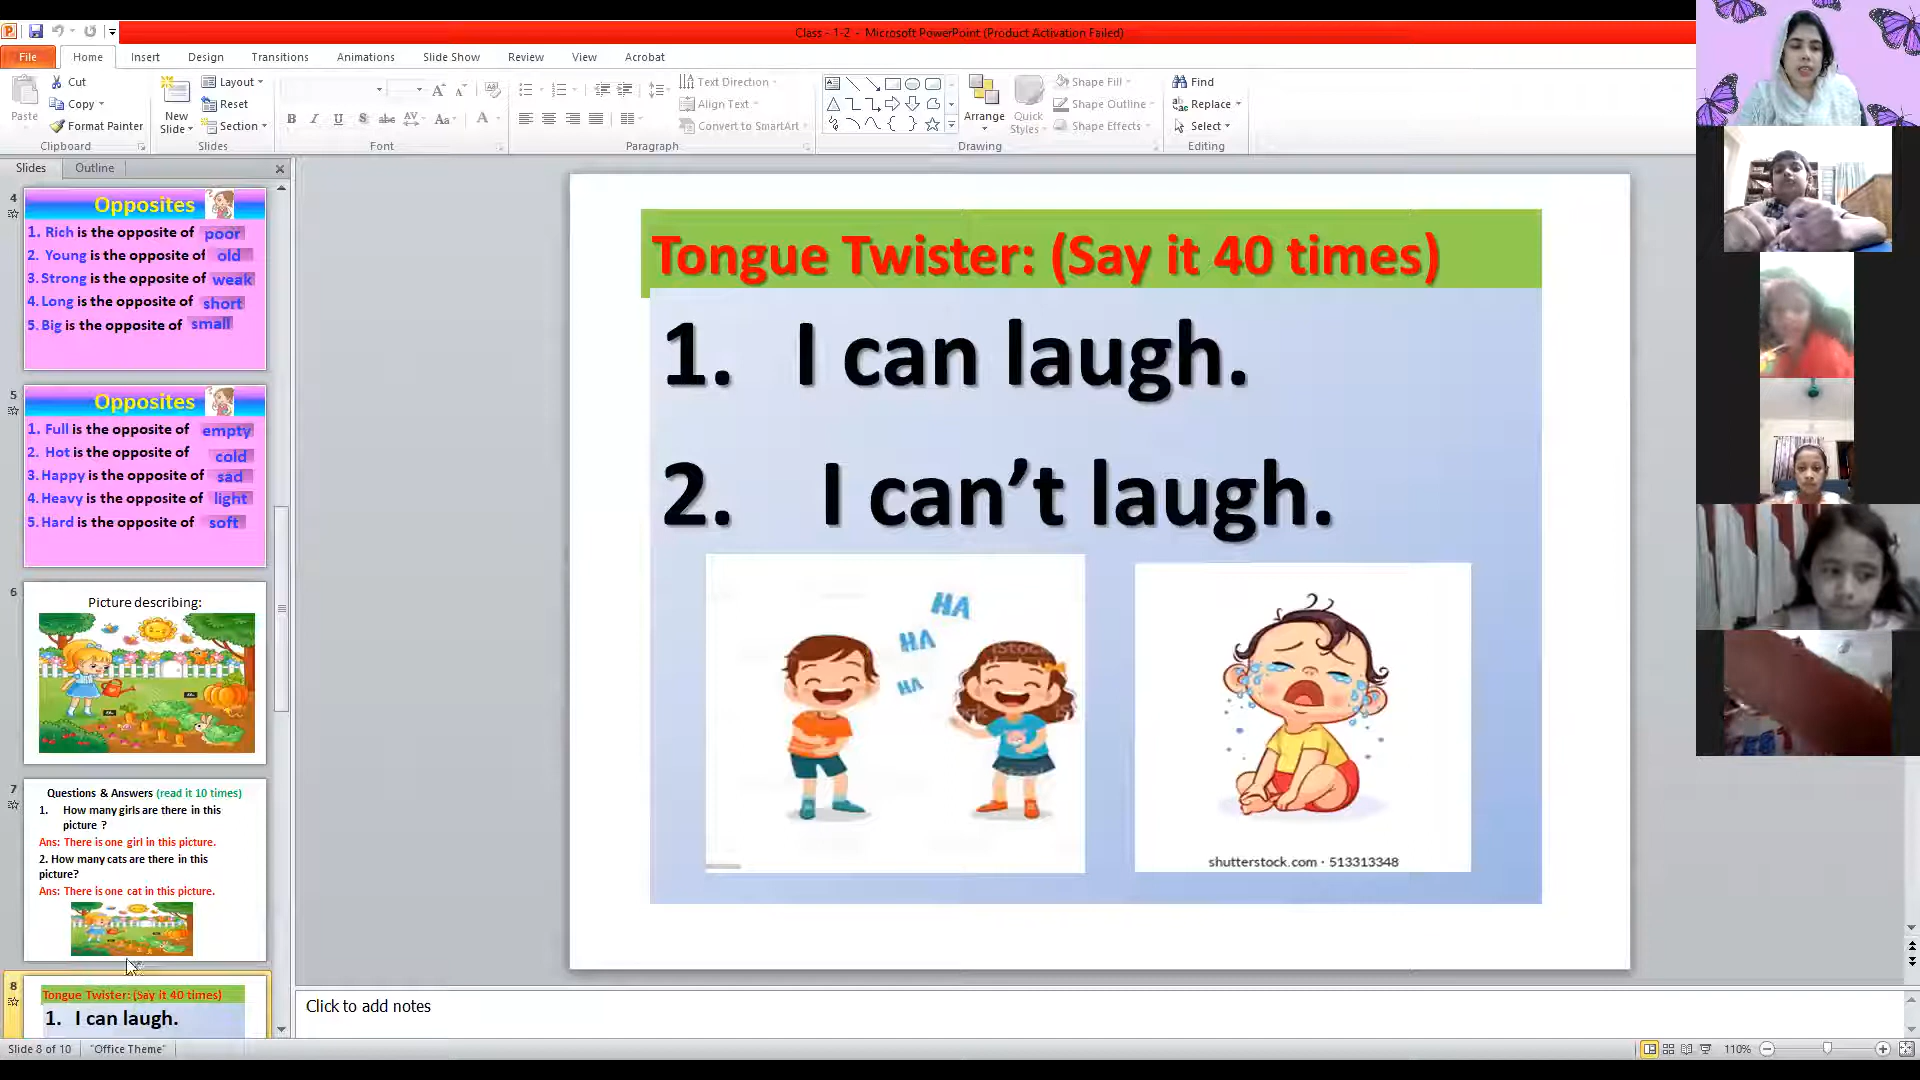 Class - 1-2 - Microsoft PowerPoint (Product Activation Failed)
File Home Insert Design Transitions Animations Slide Show Review View Acrobat
Paste
Cut
Copy
Format Painter
Clipboard
New
Slide
Layout
Reset
Section
Slides
Font
Text Direction
Align Text
Convert to SmartArt
Paragraph
Arrange
Quick
Styles
Shape Fill
Shape Outline
Shape Effects
Drawing
Find
Replace
Select
Editing
Slides Outline
4
Opposites
1. Rich is the opposite of poor
2. Young is the opposite of old
3. Strong is the opposite of weak
4. Long is the opposite of short
5. Big is the opposite of small
5
Opposites
1. Full is the opposite of empty
2. Hot is the opposite of cold
3. Happy is the opposite of sad
4. Heavy is the opposite of light
5. Hard is the opposite of soft
6
Picture describing:
7
Questions & Answers (read it 10 times)
1. How many girls are there in this
picture ?
Ans: There is one girl in this picture.
2. How many cats are there in this
picture?
Ans: There is one cat in this picture.
8
Tongue Twister: (Say it 40 times)
1. I can laugh.
Tongue Twister: (Say it 40 times)
1. I can laugh.
2. I can’t laugh.
HA
HA
HA
iStock
shutterstock.com · 513313348
Click to add notes
Slide 8 of 10 "Office Theme" 110%